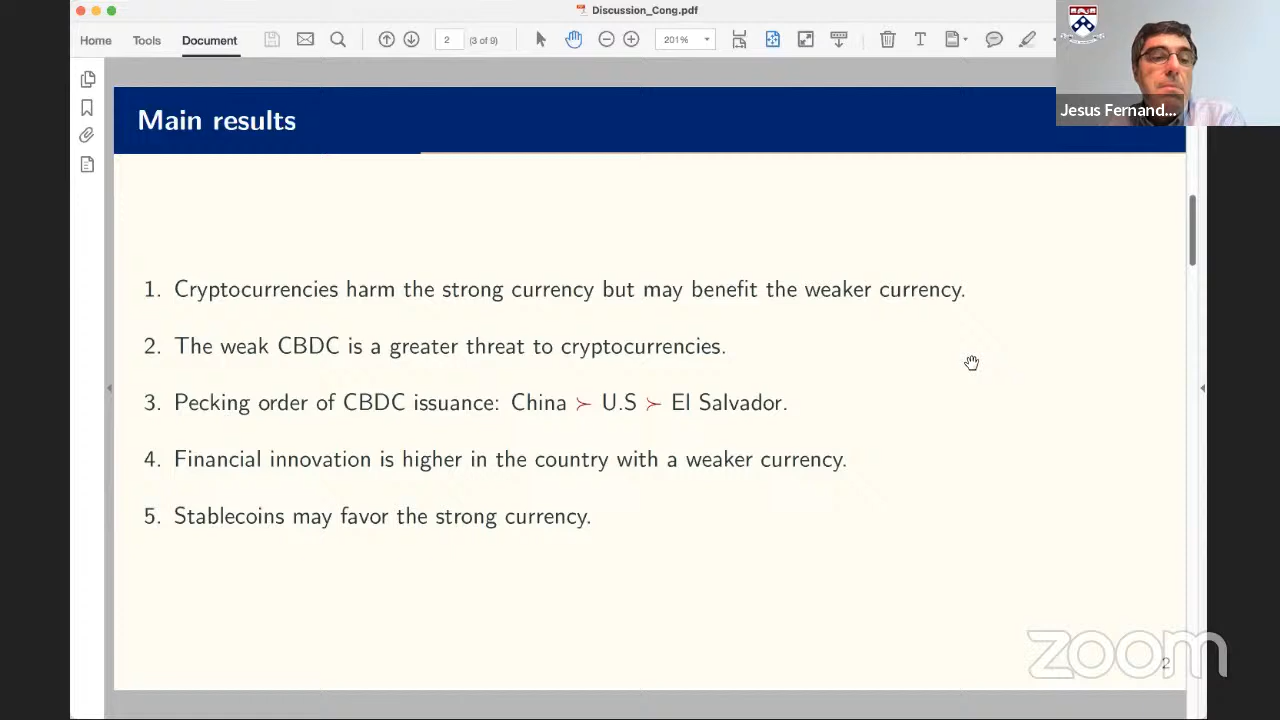 Discussion_Cong.pdf
Home Tools Document 2 (3 of 9) 201%
Jesus Fernand...
Main results
1. Cryptocurrencies harm the strong currency but may benefit the weaker currency.
2. The weak CBDC is a greater threat to cryptocurrencies.
3. Pecking order of CBDC issuance: China ≻ U.S ≻ El Salvador.
4. Financial innovation is higher in the country with a weaker currency.
5. Stablecoins may favor the strong currency.
zoom
2